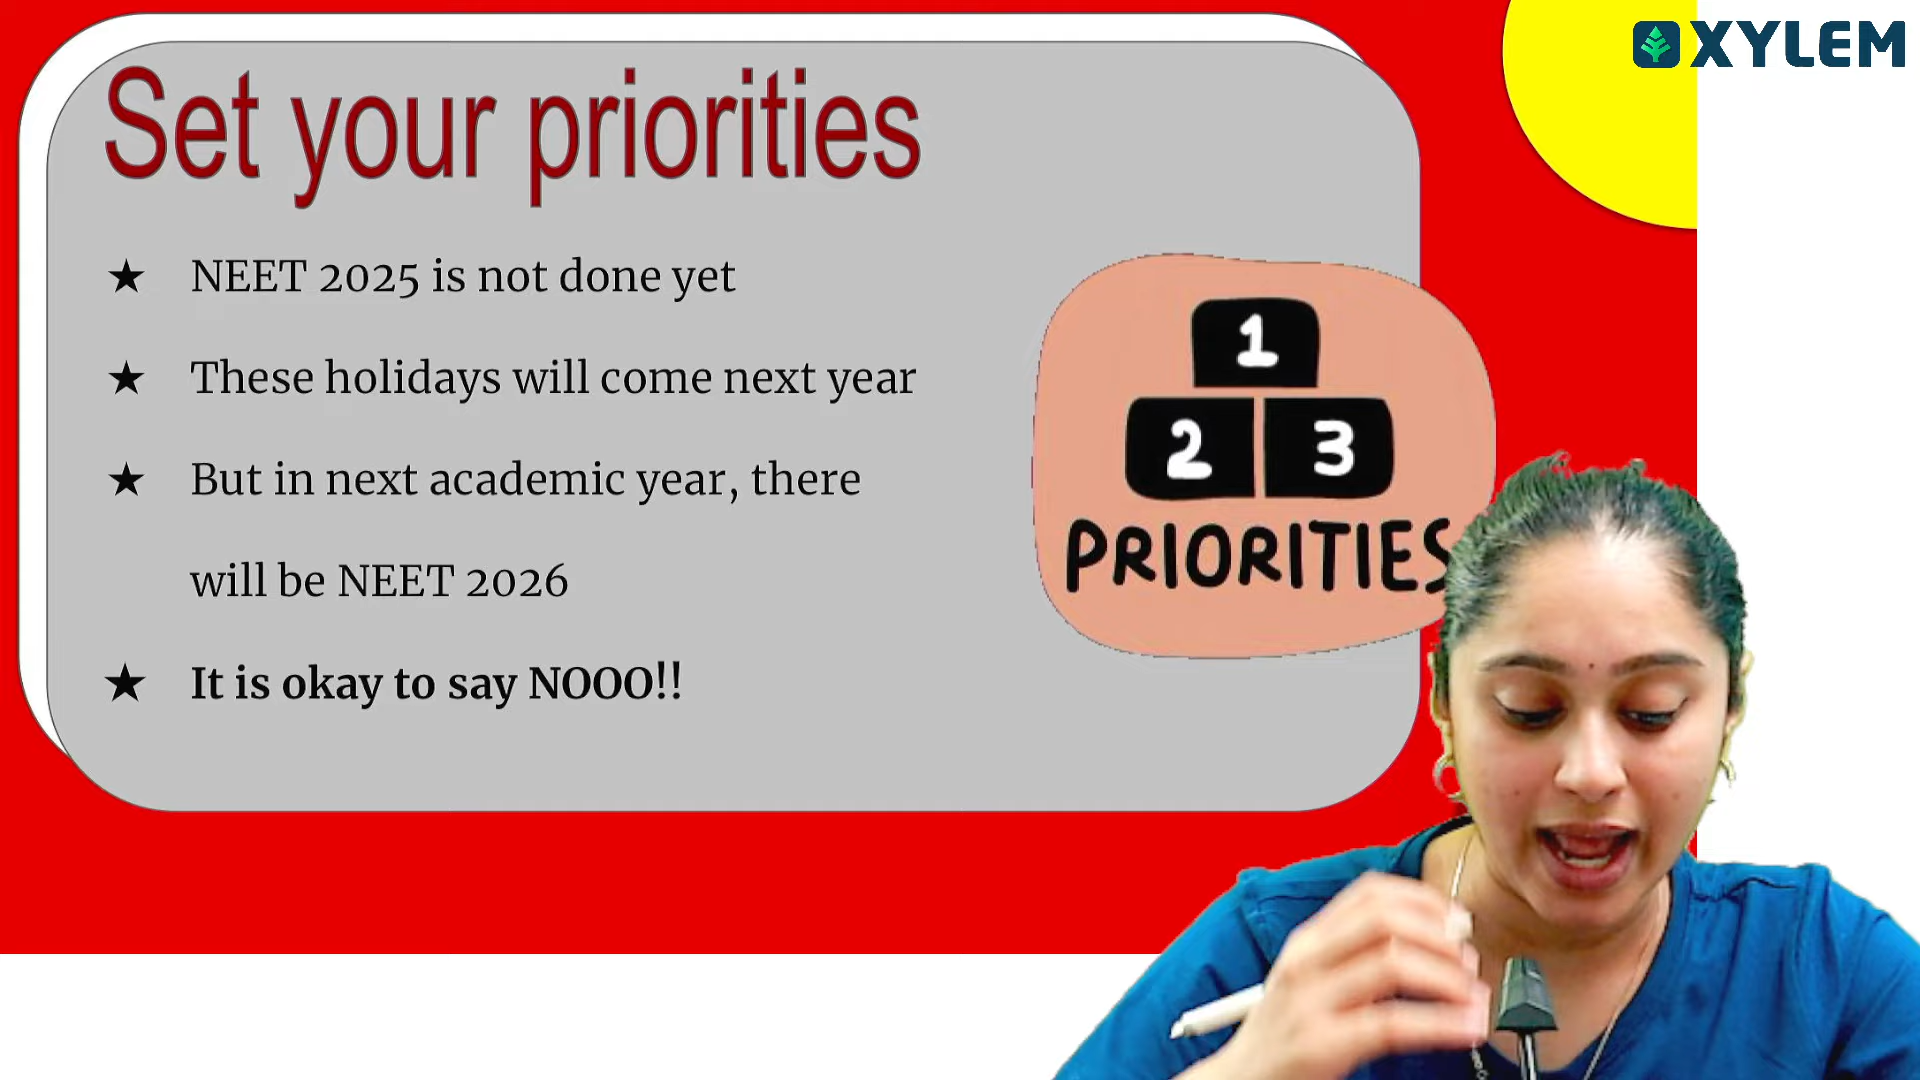 XYLEM
Set your priorities
★ NEET 2025 is not done yet
★ These holidays will come next year
★ But in next academic year, there
will be NEET 2026
★ It is okay to say NOOO!!
1
2 3
PRIORITIES